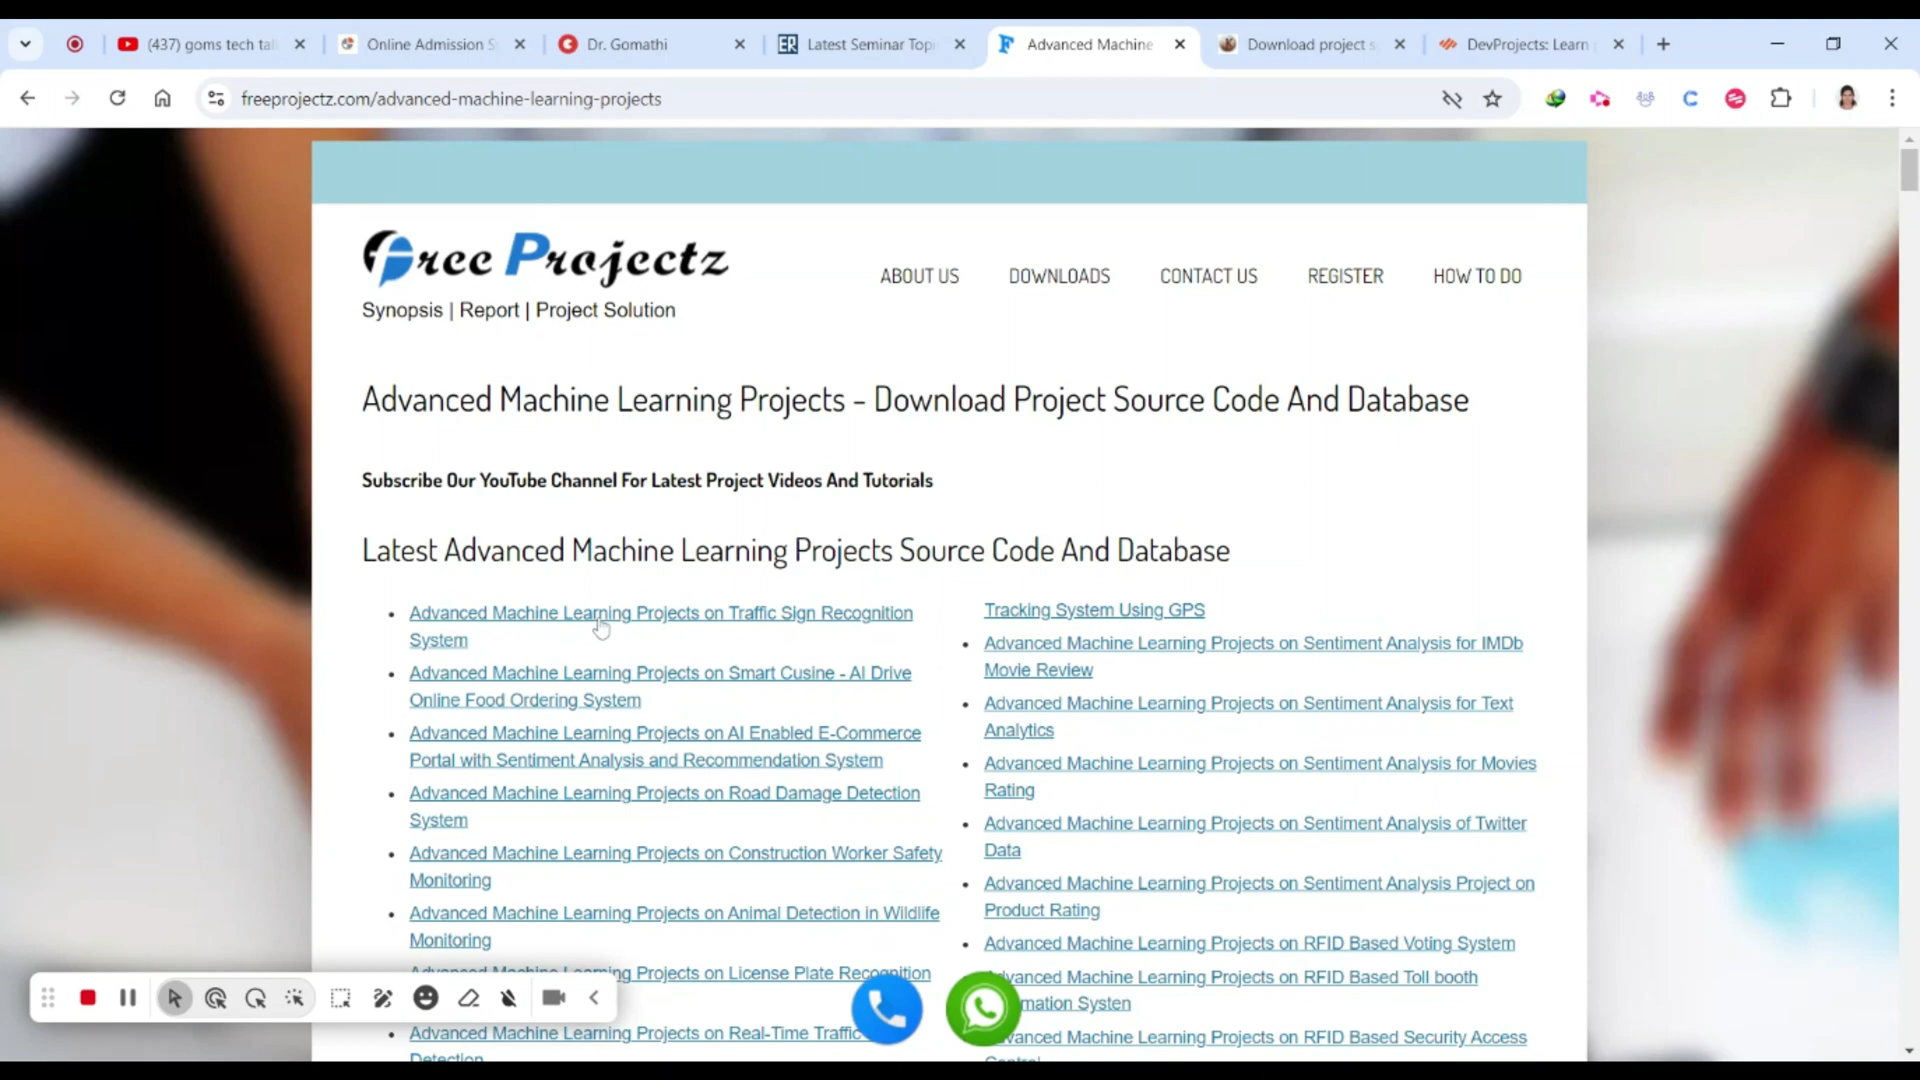 (437) goms tech tal
Online Admission S
Dr. Gomathi
ER
Latest Seminar Topi
Advanced Machine
Download project s
DevProjects: Learn
freeprojectz.com/advanced-machine-learning-projects
Free Projectz
Synopsis | Report | Project Solution
ABOUT US
DOWNLOADS
CONTACT US
REGISTER
HOW TO DO
Advanced Machine Learning Projects - Download Project Source Code And Database
Subscribe Our YouTube Channel For Latest Project Videos And Tutorials
Latest Advanced Machine Learning Projects Source Code And Database
Advanced Machine Learning Projects on Traffic Sign Recognition
System
Advanced Machine Learning Projects on Smart Cusine - AI Drive
Online Food Ordering System
Advanced Machine Learning Projects on AI Enabled E-Commerce
Portal with Sentiment Analysis and Recommendation System
Advanced Machine Learning Projects on Road Damage Detection
System
Advanced Machine Learning Projects on Construction Worker Safety
Monitoring
Advanced Machine Learning Projects on Animal Detection in Wildlife
Monitoring
Advanced Machine Learning Projects on License Plate Recognition
Advanced Machine Learning Projects on Real-Time Traffic
Detection
Tracking System Using GPS
Advanced Machine Learning Projects on Sentiment Analysis for IMDb
Movie Review
Advanced Machine Learning Projects on Sentiment Analysis for Text
Analytics
Advanced Machine Learning Projects on Sentiment Analysis for Movies
Rating
Advanced Machine Learning Projects on Sentiment Analysis of Twitter
Data
Advanced Machine Learning Projects on Sentiment Analysis Project on
Product Rating
Advanced Machine Learning Projects on RFID Based Voting System
Advanced Machine Learning Projects on RFID Based Toll booth
mation System
Advanced Machine Learning Projects on RFID Based Security Access